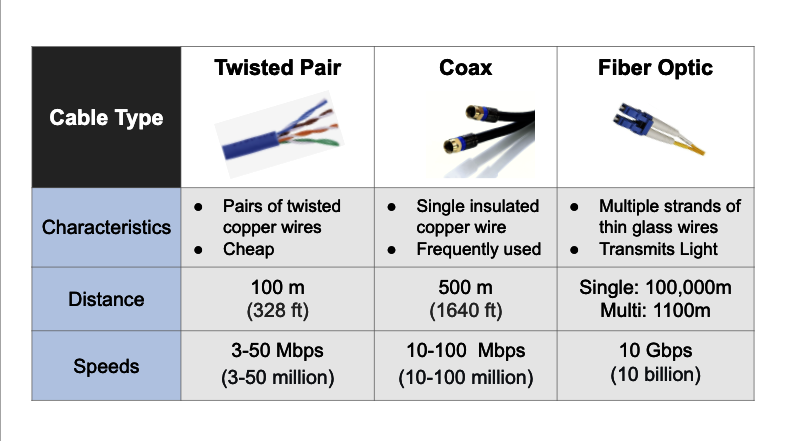 Cable Type
Twisted Pair
Coax
Fiber Optic
Characteristics
● Pairs of twisted
copper wires
● Cheap
● Single insulated
copper wire
● Frequently used
● Multiple strands of
thin glass wires
● Transmits Light
Distance
100 m
(328 ft)
500 m
(1640 ft)
Single: 100,000m
Multi: 1100m
Speeds
3-50 Mbps
(3-50 million)
10-100 Mbps
(10-100 million)
10 Gbps
(10 billion)